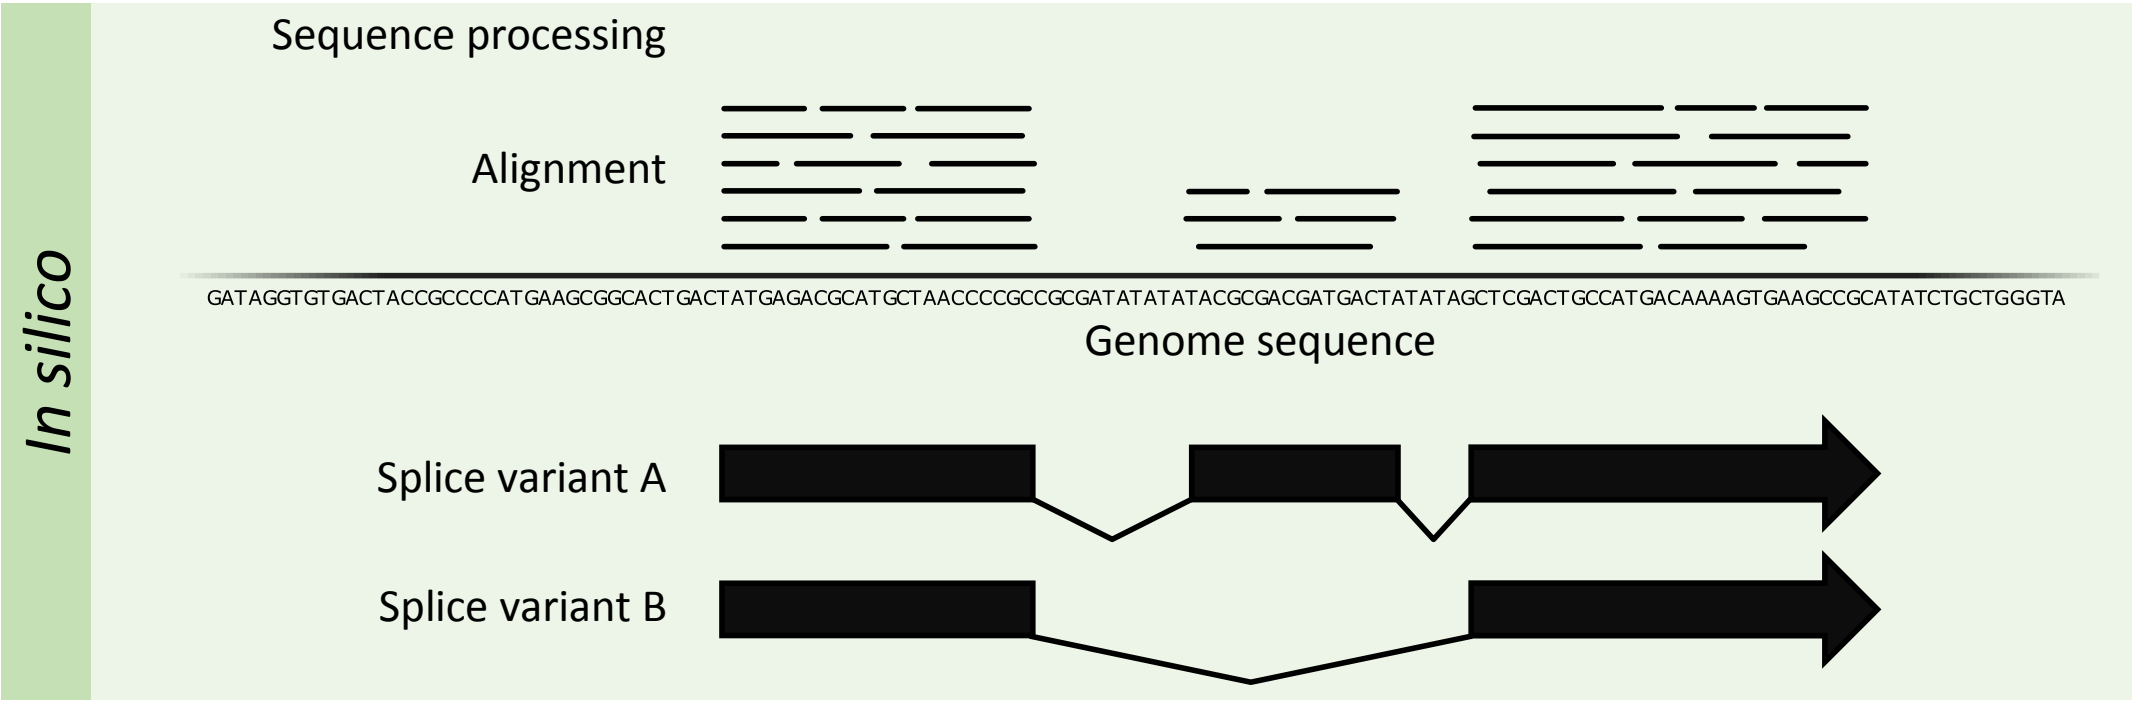 Sequence processing
Alignment
GATAGGTGTGACTACCGCCCCATGAAGCGGCACTGACTATGAGACGCATGCTAACCCCGCCGCGATATATATACGCGACGATGACTATATAGCTCGACTGCCATGACAAAAGTGAAGCCGCATATCTGCTGGGTA
Genome sequence
In silico
Splice variant A
Splice variant B